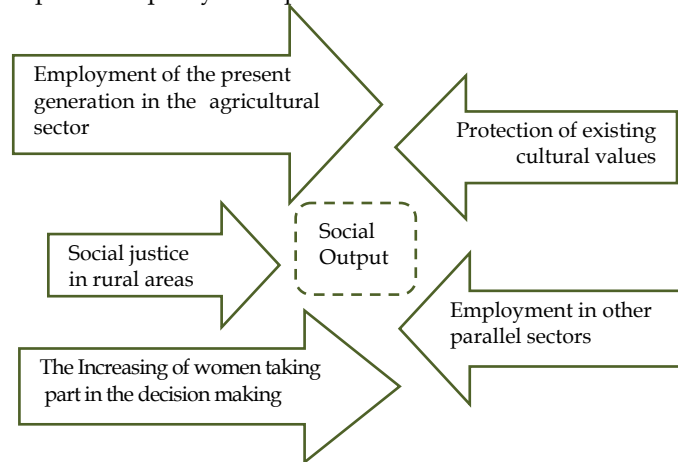 Employment of the present
generation in the agricultural
sector
Protection of existing
cultural values
Social
Output
Social justice
in rural areas
Employment in other
parallel sectors
The Increasing of women taking
part in the decision making